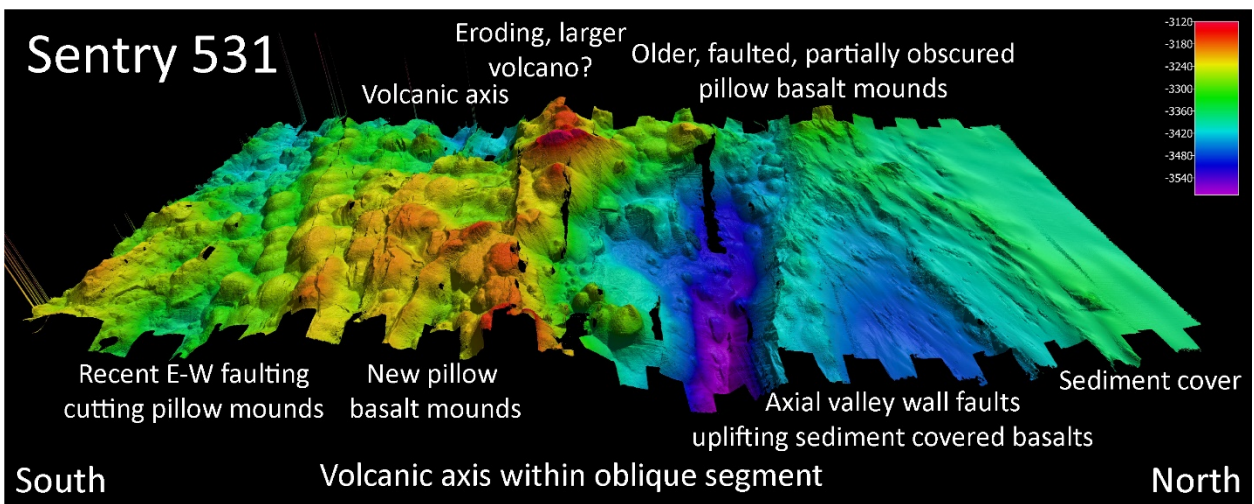 Sentry 531
Eroding, larger
volcano?
Volcanic axis
Older, faulted, partially obscured
pillow basalt mounds
-3120
-3180
-3240
-3300
-3360
-3420
-3480
-3540
Recent E-W faulting
cutting pillow mounds
New pillow
basalt mounds
Axial valley wall faults
uplifting sediment covered basalts
Sediment cover
South
Volcanic axis within oblique segment
North